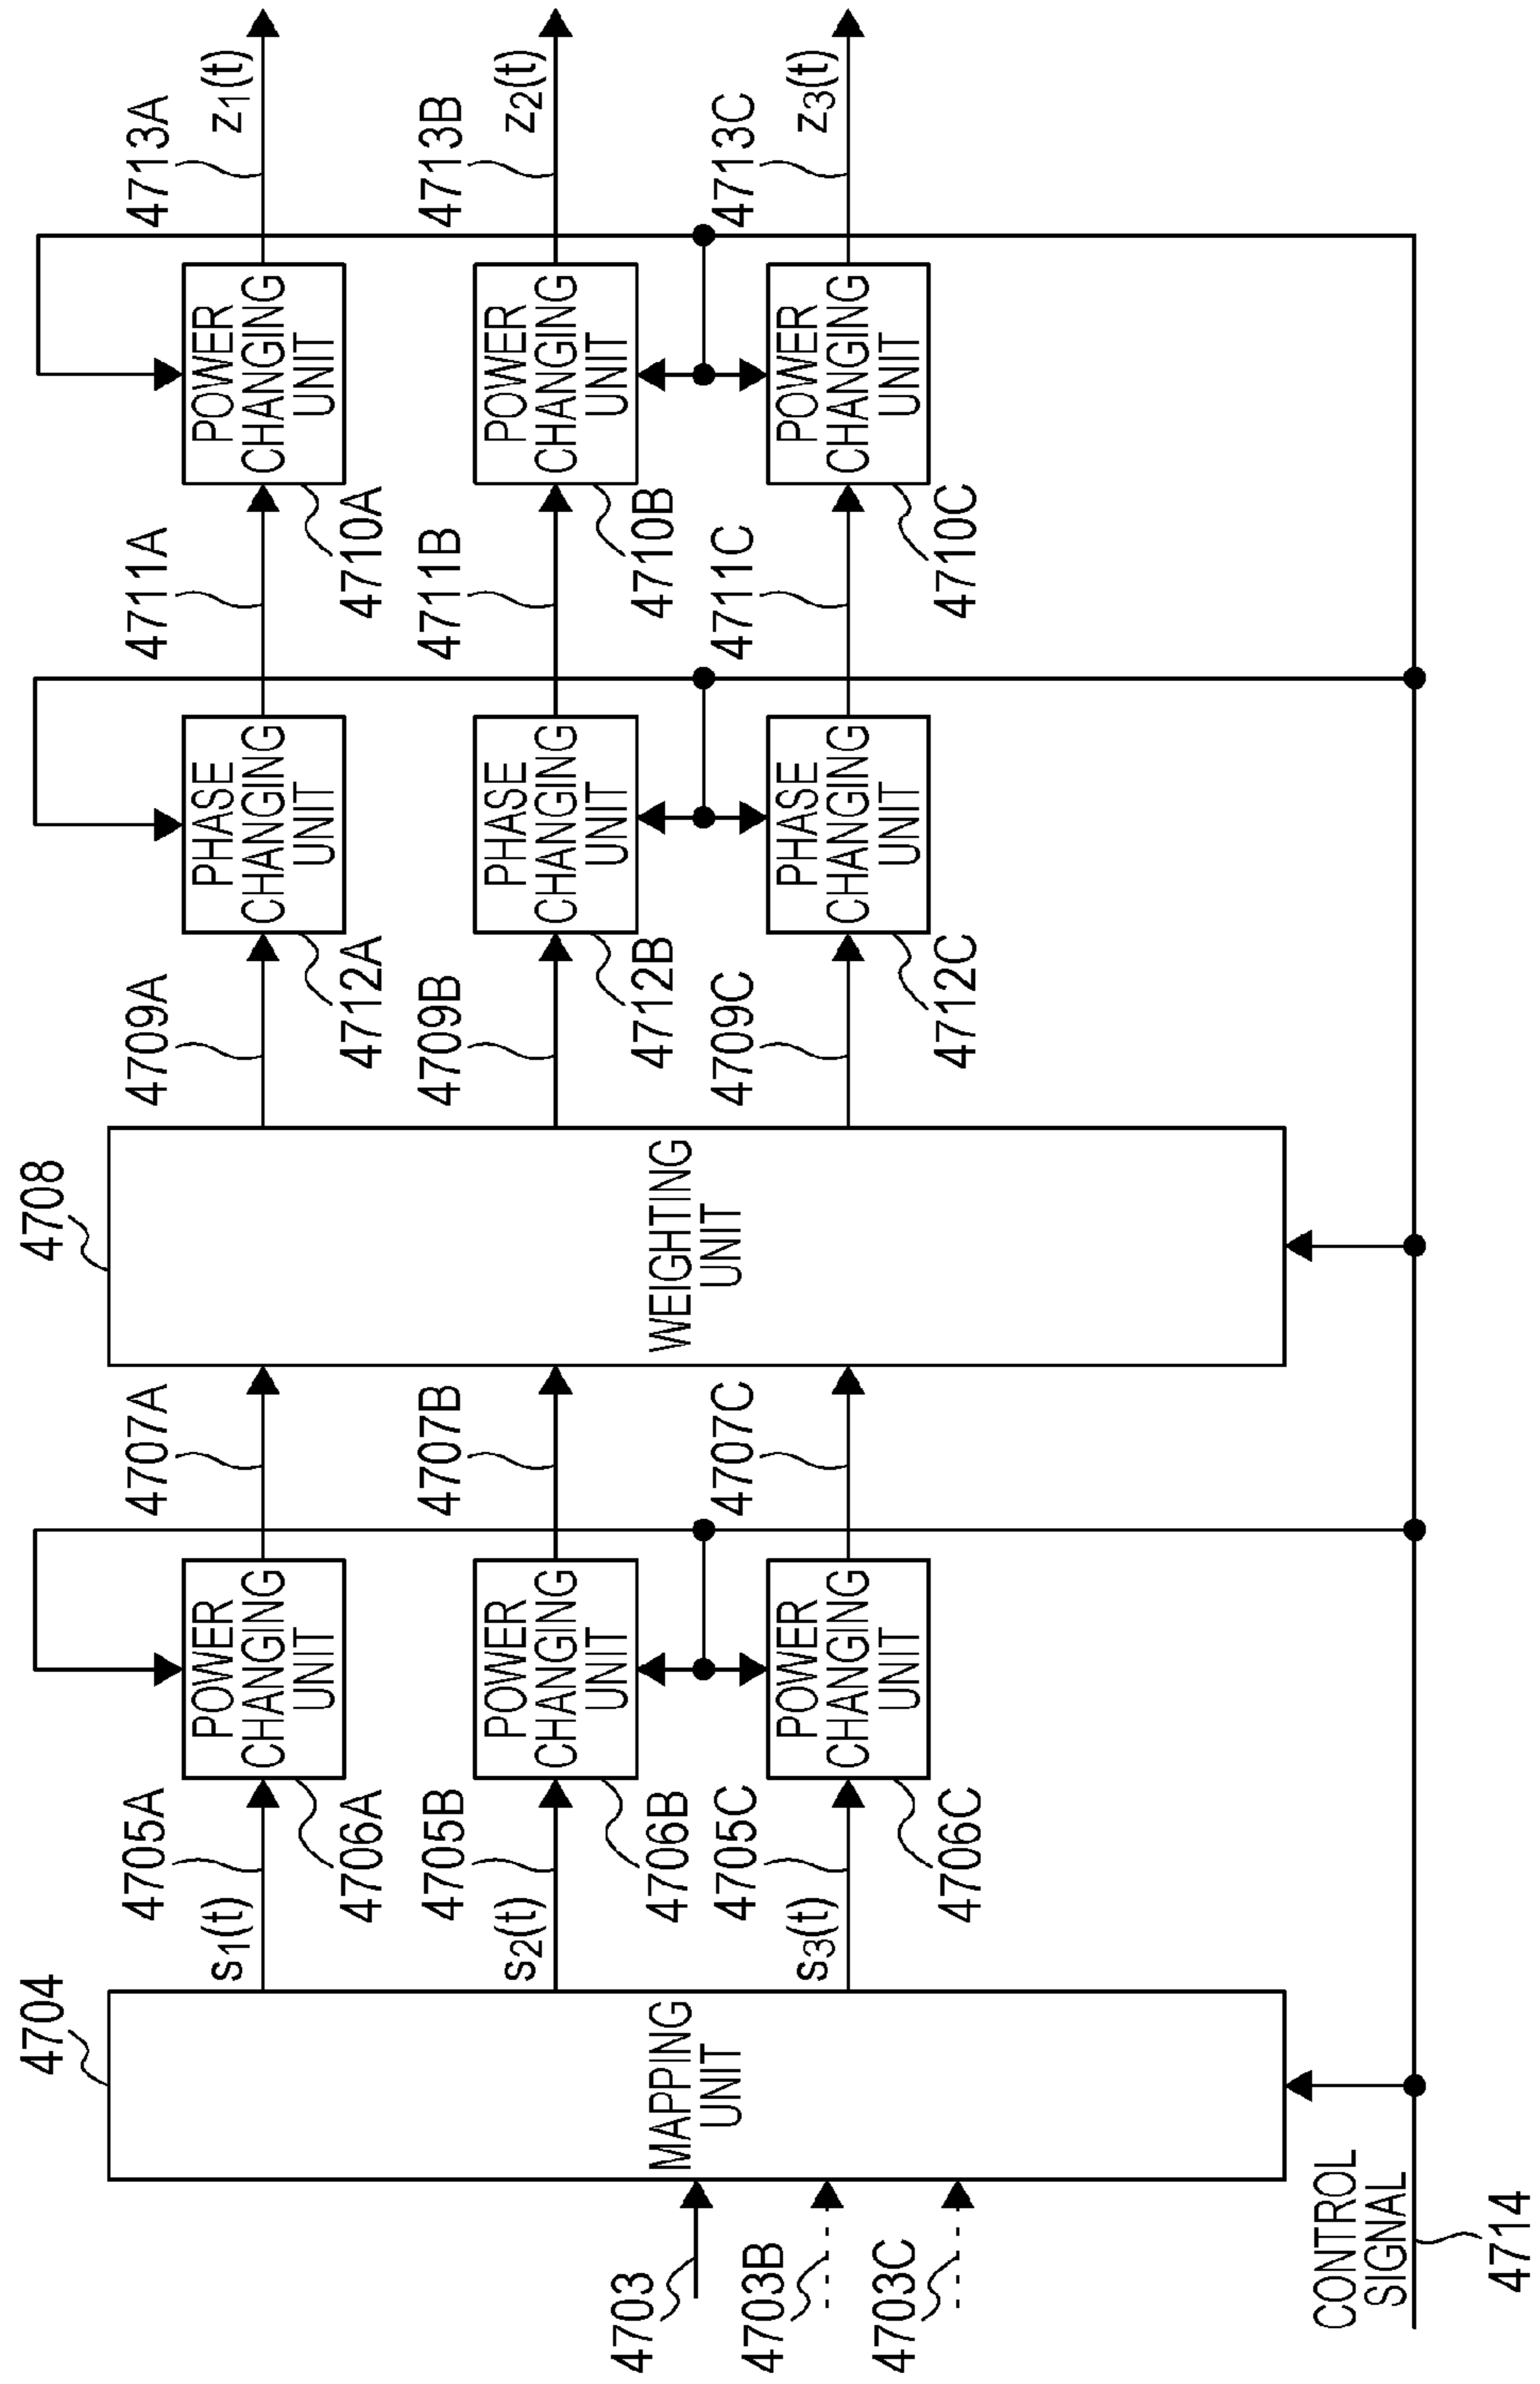 4704
4708
4705A
4707A
4709A
4711A
4713A
s1(t)
z1(t)
POWER
CHANGING
UNIT
PHASE
CHANGING
UNIT
POWER
CHANGING
UNIT
4706A
4712A
4710A
4705B
4707B
4709B
4711B
4713B
s2(t)
z2(t)
POWER
CHANGING
UNIT
PHASE
CHANGING
UNIT
POWER
CHANGING
UNIT
4703
MAPPING
UNIT
4706B
WEIGHTING
UNIT
4712B
4710B
4703B
4705C
4707C
4709C
4711C
4713C
s3(t)
z3(t)
POWER
CHANGING
UNIT
PHASE
CHANGING
UNIT
POWER
CHANGING
UNIT
4703C
4706C
4712C
4710C
CONTROL
SIGNAL
4714